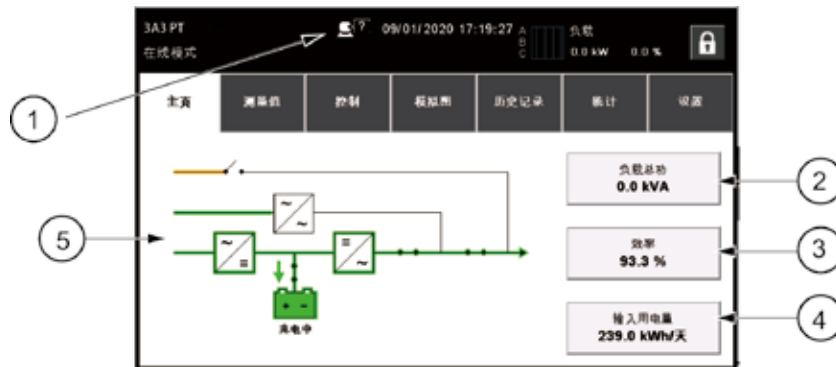 3A3 PT
在线模式
?
09/01/2020 17:19:27
A
B
C
负载
0.0 kW 0.0 %
主页
测量值
控制
模拟图
历史记录
统计
设置
负载总功
0.0 kVA
效率
93.3 %
输入用电量
239.0 kWh/天
充电中
1
2
3
4
5